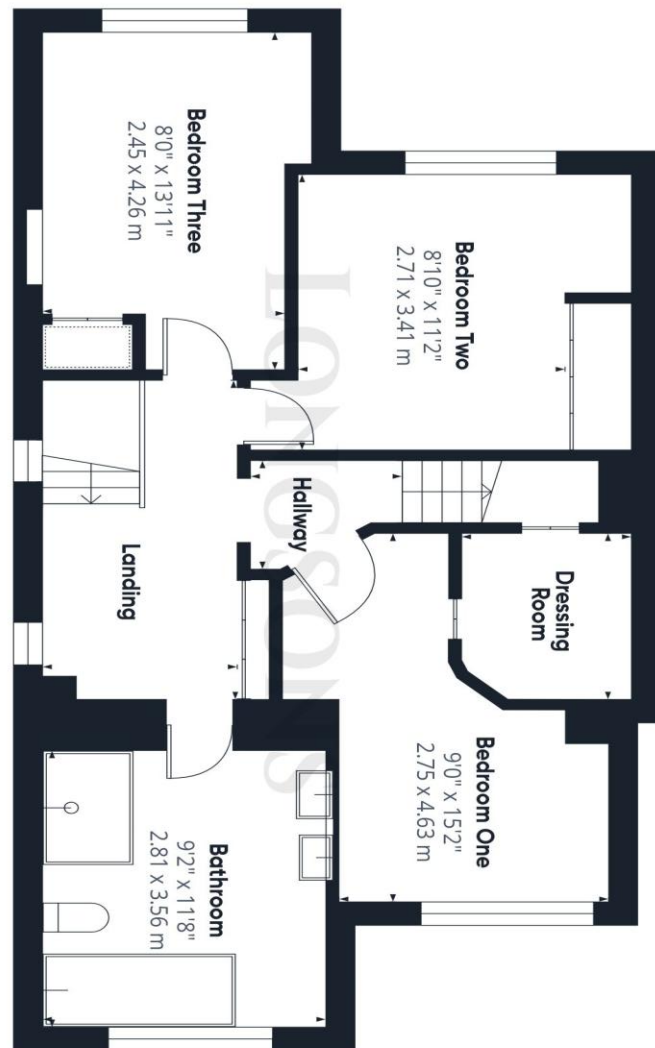 Bedroom Three
8'0" x 13'11"
2.45 x 4.26 m
Bedroom Two
8'10" x 11'2"
2.71 x 3.41 m
Hallway
Landing
Dressing
Room
Bedroom One
9'0" x 15'2"
2.75 x 4.63 m
Bathroom
9'2" x 11'8"
2.81 x 3.56 m
LONGSONS